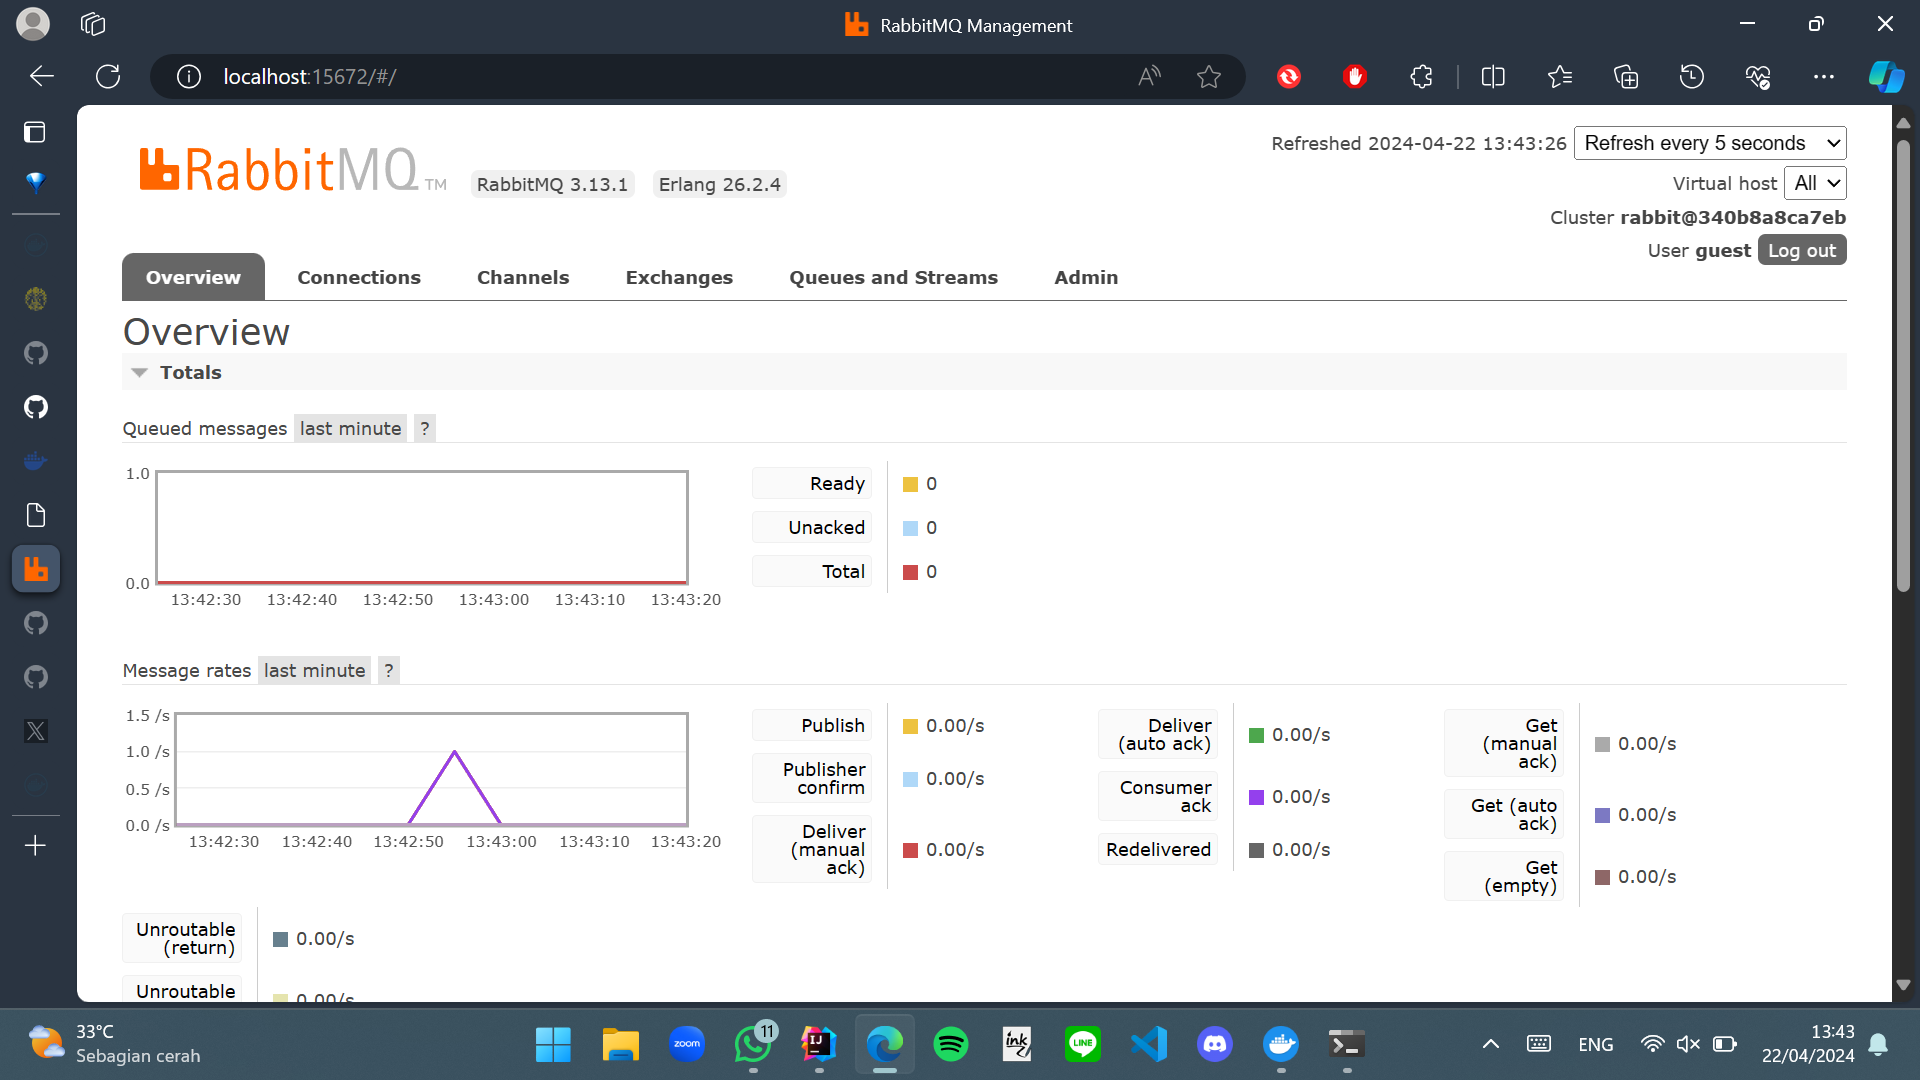 RabbitMQ Management
localhost:15672/#/
RabbitMQ TM
RabbitMQ 3.13.1
Erlang 26.2.4
Refreshed 2024-04-22 13:43:26
Refresh every 5 seconds
Virtual host
All
Cluster rabbit@340b8a8ca7eb
User guest
Log out
Overview
Connections
Channels
Exchanges
Queues and Streams
Admin
Overview
Totals
Queued messages last minute ?
1.0
0.0
13:42:30 13:42:40 13:42:50 13:43:00 13:43:10 13:43:20
Ready 0
Unacked 0
Total 0
Message rates last minute ?
1.5 /s
1.0 /s
0.5 /s
0.0 /s
13:42:30 13:42:40 13:42:50 13:43:00 13:43:10 13:43:20
Publish 0.00/s
Publisher
confirm 0.00/s
Deliver
(manual
ack) 0.00/s
Deliver
(auto ack) 0.00/s
Consumer
ack 0.00/s
Redelivered 0.00/s
Get
(manual
ack) 0.00/s
Get (auto
ack) 0.00/s
Get
(empty) 0.00/s
Unroutable
(return) 0.00/s
Unroutable
0.00/s
33°C
Sebagian cerah
zoom
11
IJ
ink
LINE
ENG
13:43
22/04/2024